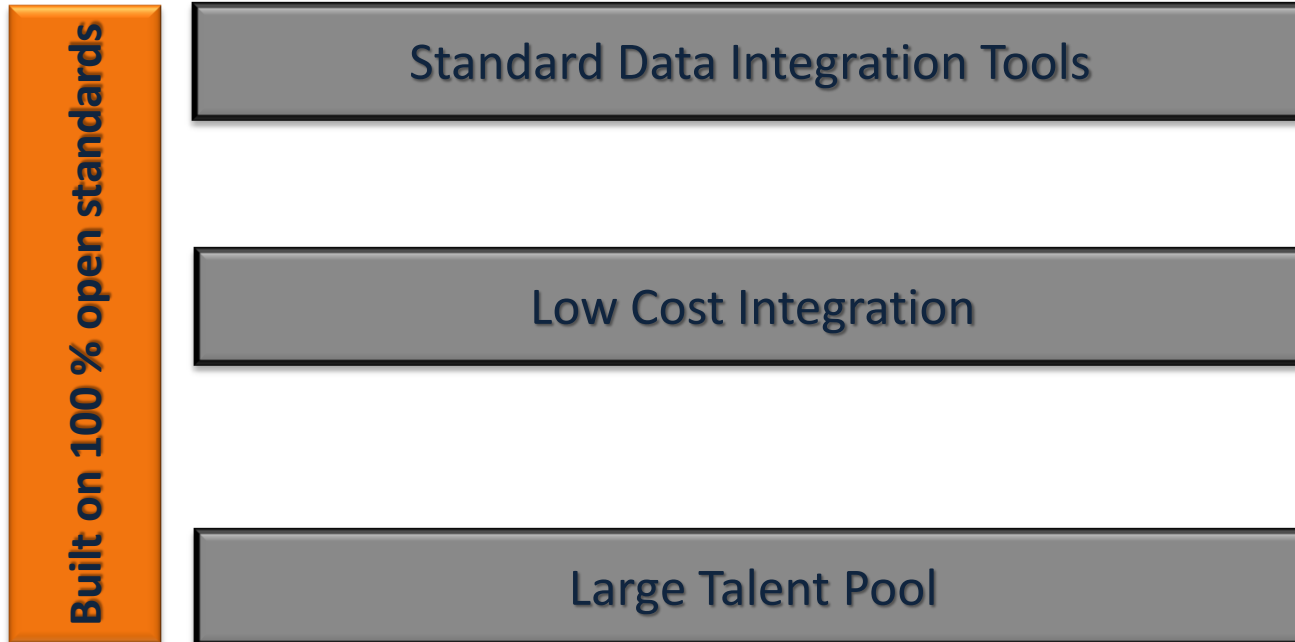 Built on 100 % open standards
Standard Data Integration Tools
Low Cost Integration
Large Talent Pool